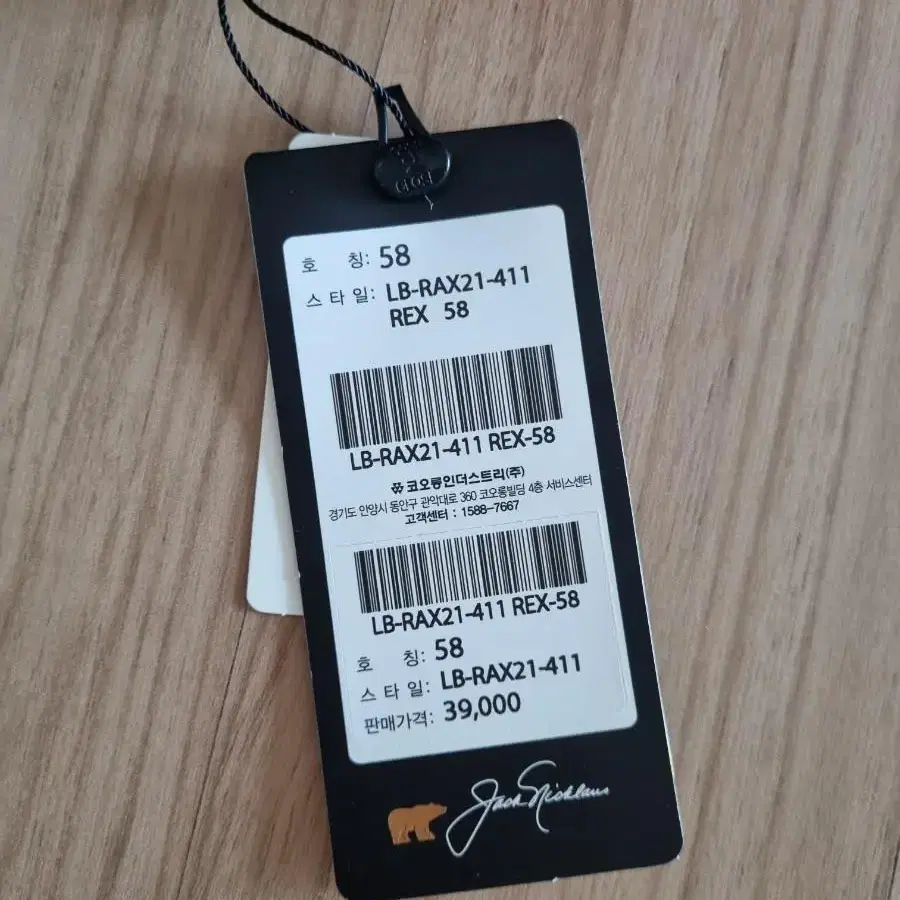 호 칭: 58
스 타 일: LB-RAX21-411
REX 58
LB-RAX21-411 REX-58
코오롱인더스트리(주)
경기도 안양시 동안구 관악대로 360 코오롱빌딩 4층 서비스센터
고객센터 : 1588-7667
LB-RAX21-411 REX-58
호 칭: 58
스 타 일: LB-RAX21-411
판매가격: 39,000
Jack Nicklaus